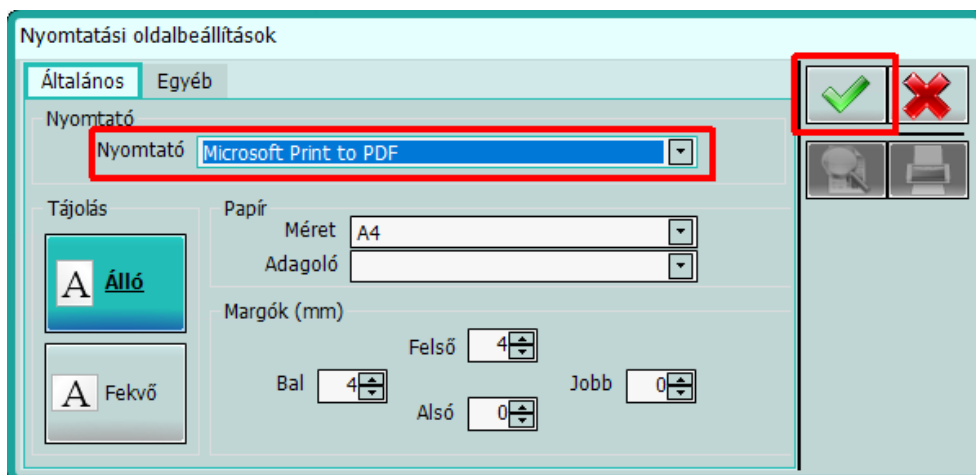 Nyomtatási oldalbeállítások
Általános Egyéb
Nyomtató
Nyomtató Microsoft Print to PDF
Tájolás
A Álló
A Fekvő
Papír
Méret A4
Adagoló
Margók (mm)
Felső 4
Bal 4 Jobb 0
Alsó 0